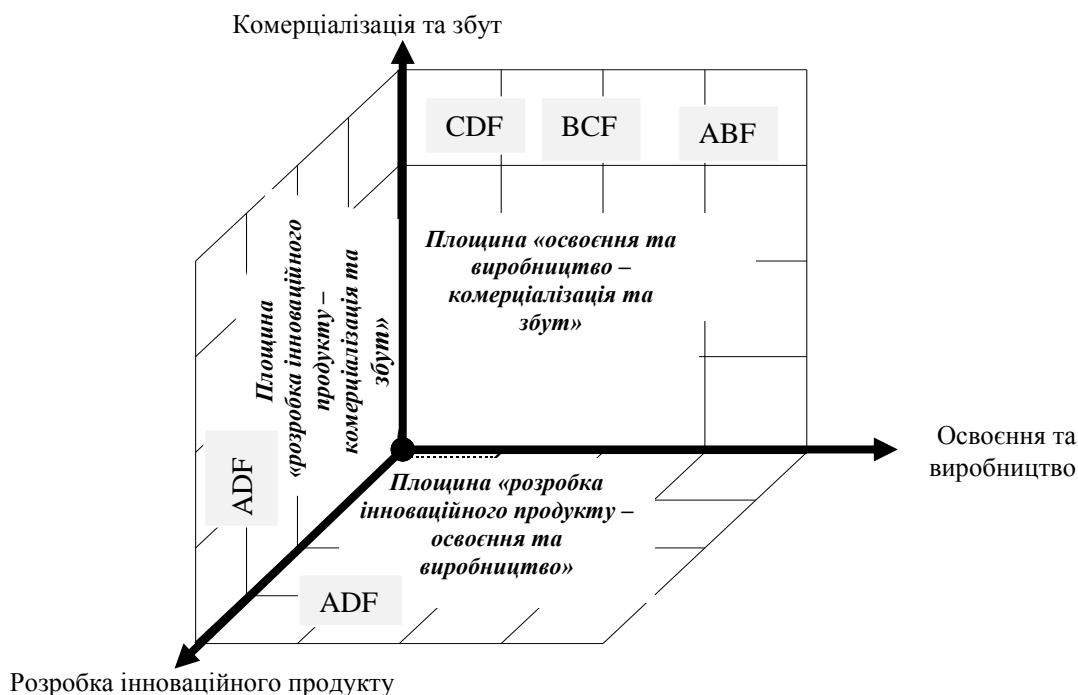 Комерціалізація та збут
CDF
BCF
ABF
Площина «освоєння та
виробництво –
комерціалізація та
збут»
Площина
«розробка інноваційного
продукту –
комерціалізація та
збут»
ADF
Освоєння та
виробництво
Площина «розробка
інноваційного продукту –
освоєння та
виробництво»
ADF
Розробка інноваційного продукту